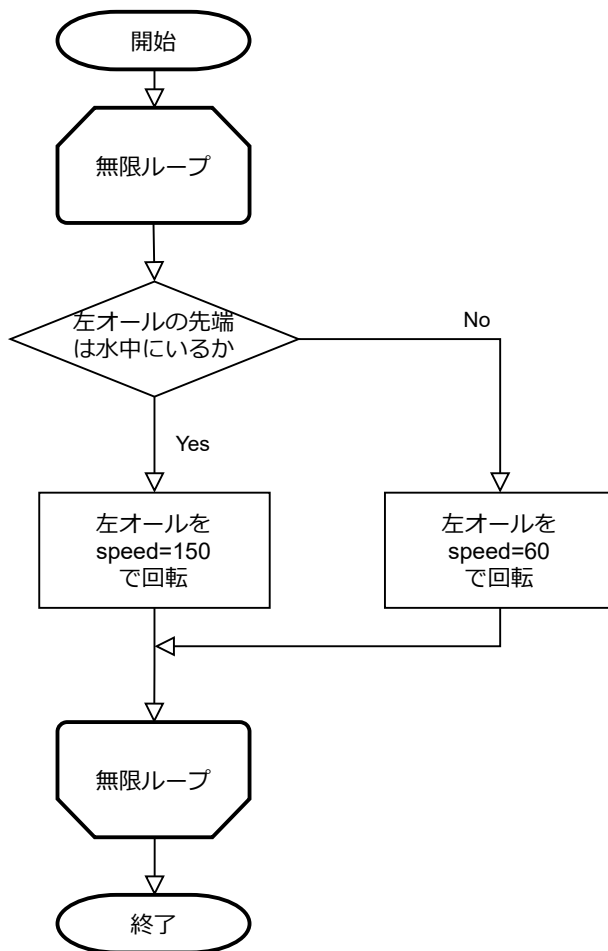 開始
無限ループ
左オールの先端
は水中にいるか
No
Yes
左オールを
speed=150
で回転
左オールを
speed=60
で回転
無限ループ
終了